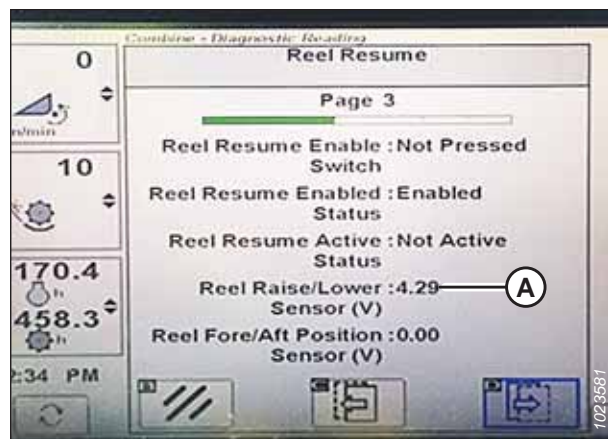 Combine - Diagnostic Reading
Reel Resume
Page 3
Reel Resume Enable : Not Pressed
Switch
Reel Resume Enabled : Enabled
Status
Reel Resume Active : Not Active
Status
Reel Raise/Lower : 4.29
Sensor (V)
Reel Fore/Aft Position : 0.00
Sensor (V)
0
10
170.4
h
458.3
h
2:34 PM
A
1023581